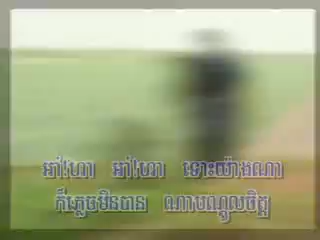 អាំ!ហា អាំ!ហា ទោះយ៉ាងណា
ក៏ភ្លេចមិនបាន ណាបណ្ដូលចិត្ត